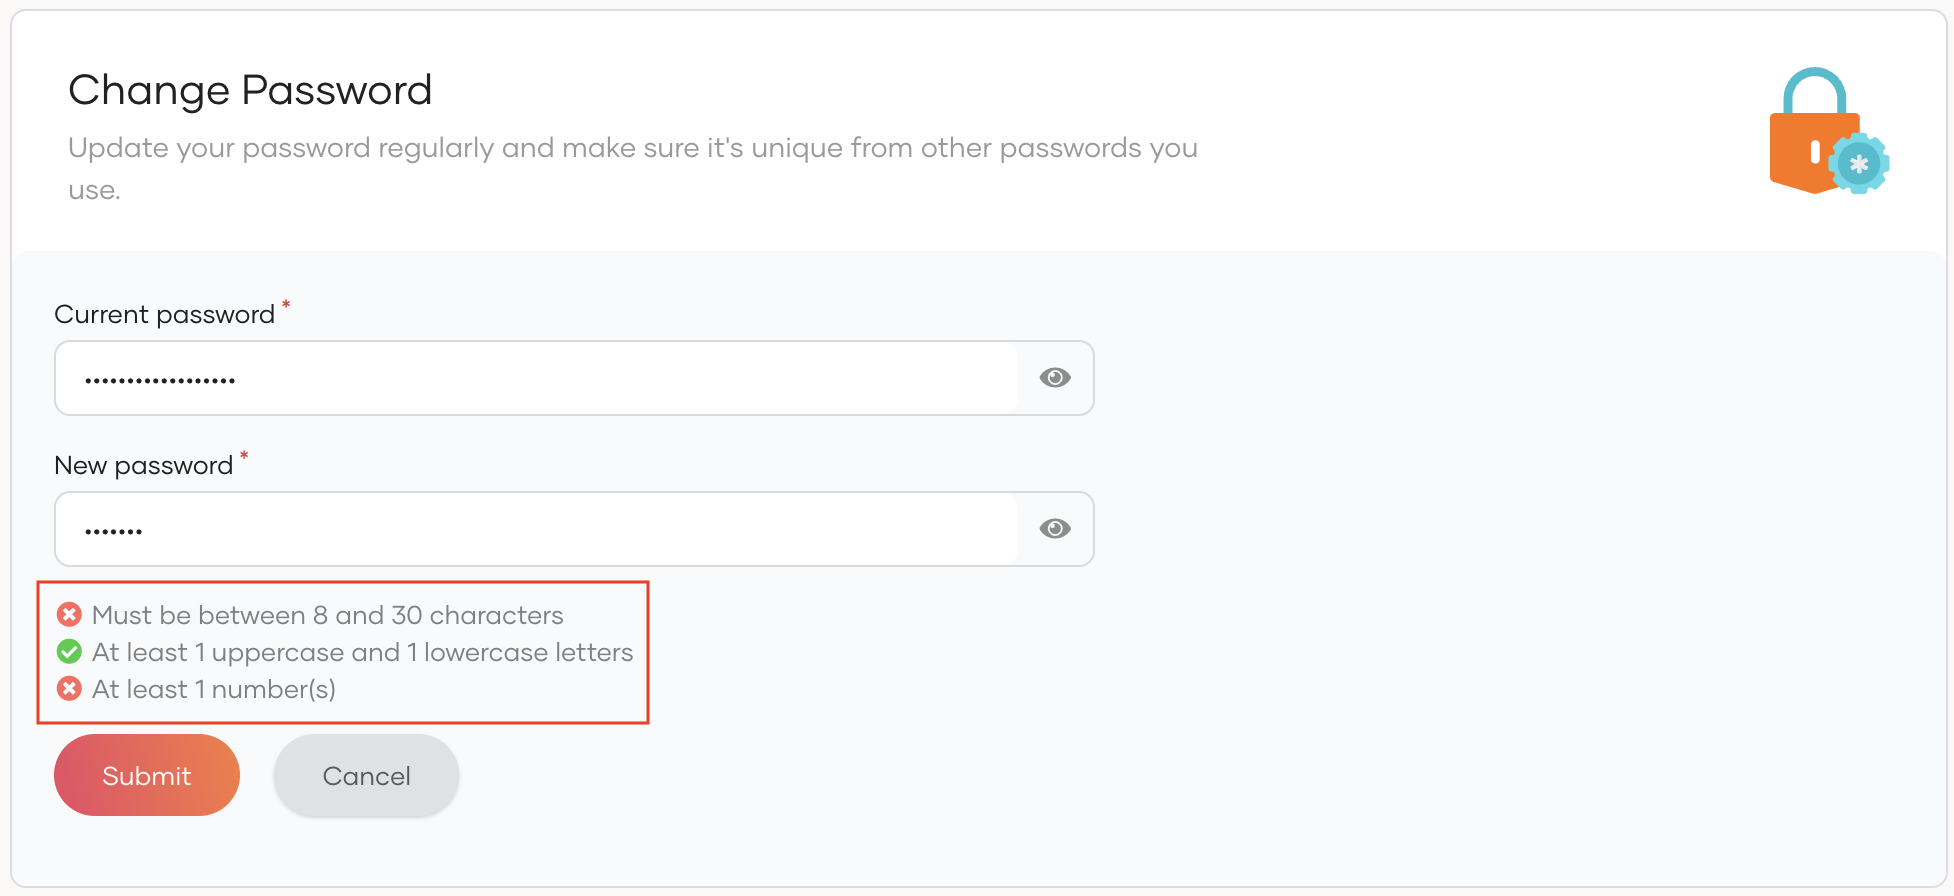 Change Password
Update your password regularly and make sure it's unique from other passwords you
use.
Current password *
••••••••••••••••••
New password *
•••••••
Must be between 8 and 30 characters
At least 1 uppercase and 1 lowercase letters
At least 1 number(s)
Submit
Cancel